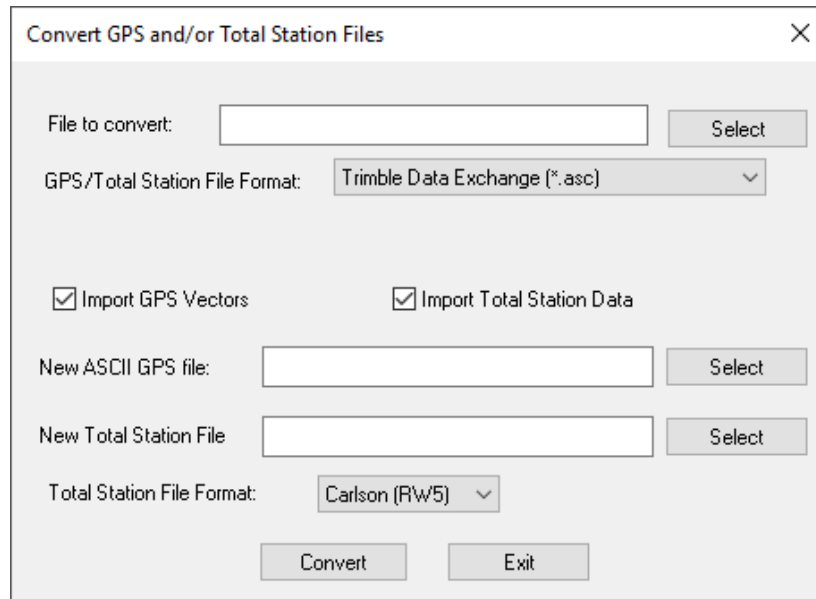 Convert GPS and/or Total Station Files
File to convert:
Select
GPS/Total Station File Format:
Trimble Data Exchange (*.asc)
Import GPS Vectors
Import Total Station Data
New ASCII GPS file:
Select
New Total Station File
Select
Total Station File Format:
Carlson (RW5)
Convert
Exit